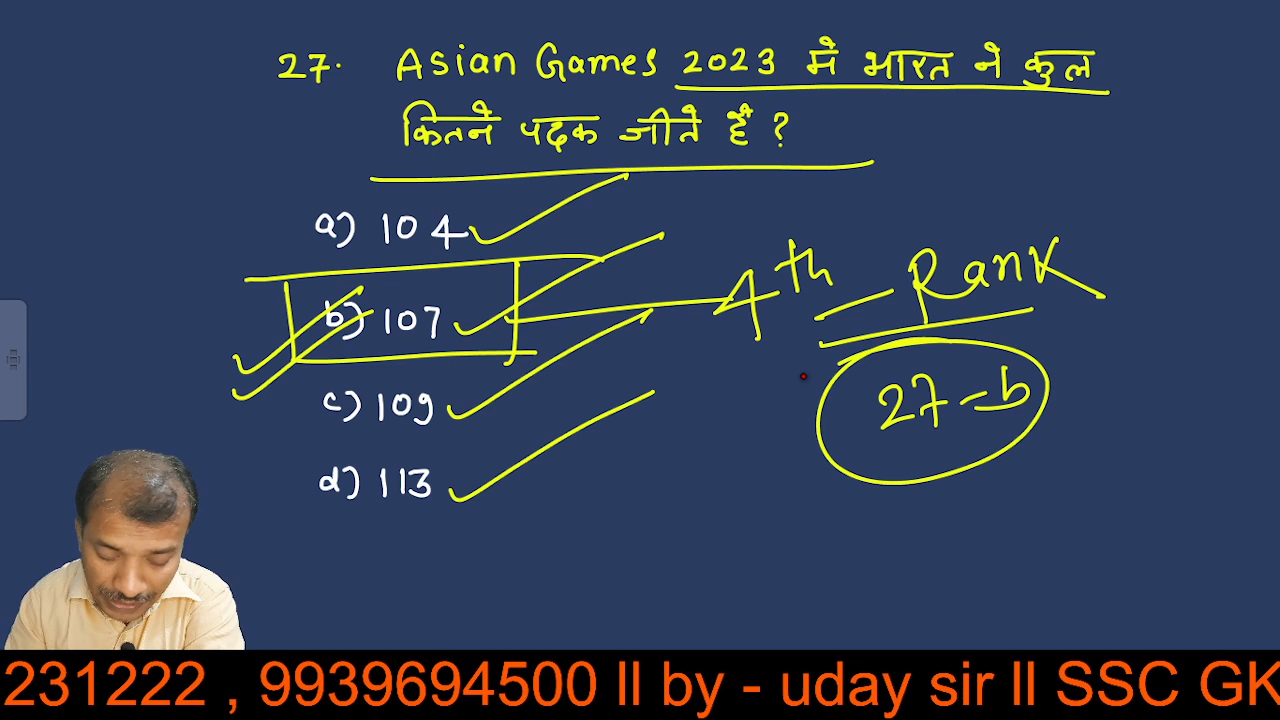 27. Asian Games 2023 में भारत ने कुल
कितने पदक जीते हैं ?
a) 104
b) 107
c) 109
d) 113
4th – Rank
27 = b
231222 , 9939694500 ll by - uday sir ll SSC GK